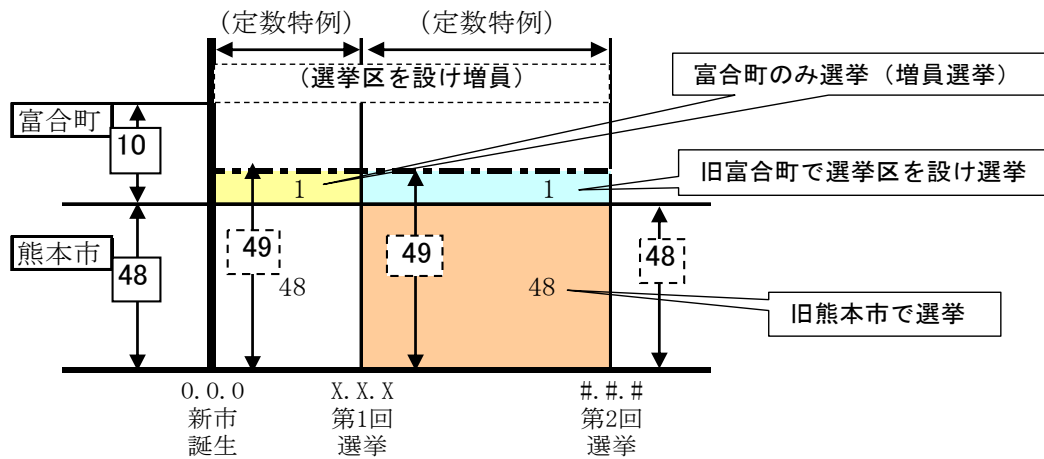 (定数特例) (定数特例)
(選挙区を設け増員)
富合町のみ選挙（増員選挙）
富合町
10
1 1
旧富合町で選挙区を設け選挙
熊本市
48
49
48
49
48
48
旧熊本市で選挙
0.0.0 X.X.X #.#.#
新市 第1回 第2回
誕生 選挙 選挙